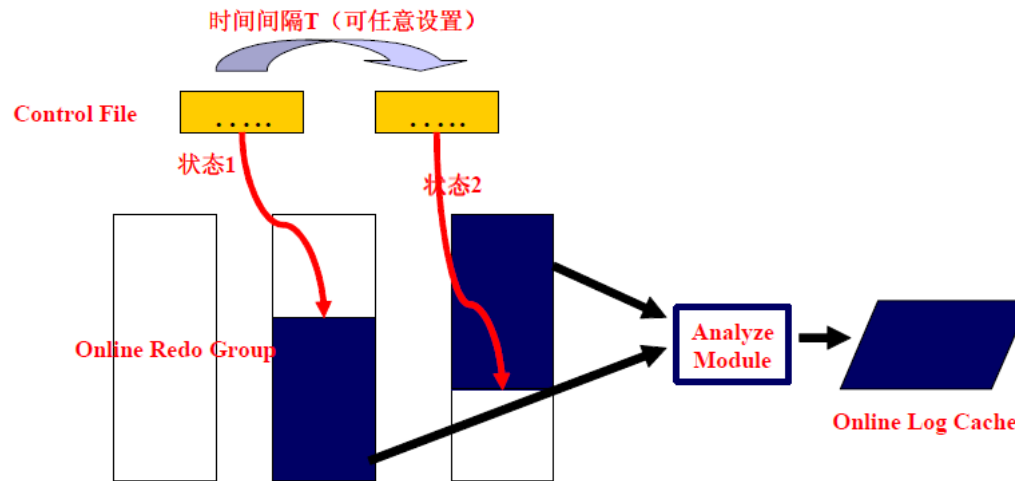 时间间隔T（可任意设置）
Control File
.....
.....
状态1
状态2
Online Redo Group
Analyze
Module
Online Log Cache